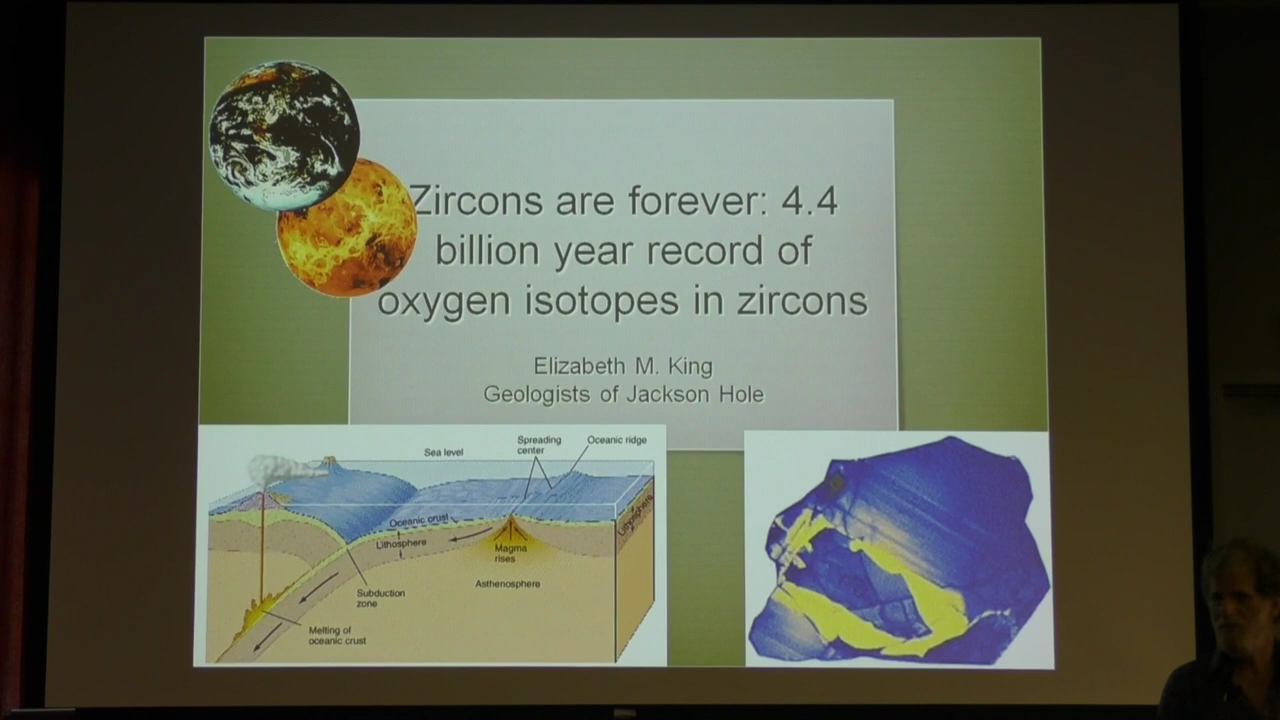 Zircons are forever: 4.4
billion year record of
oxygen isotopes in zircons
Elizabeth M. King
Geologists of Jackson Hole
Sea level
Spreading
center
Oceanic ridge
Oceanic crust
Lithosphere
Lithosphere
Magma
rises
Asthenosphere
Subduction
zone
Melting of
oceanic crust